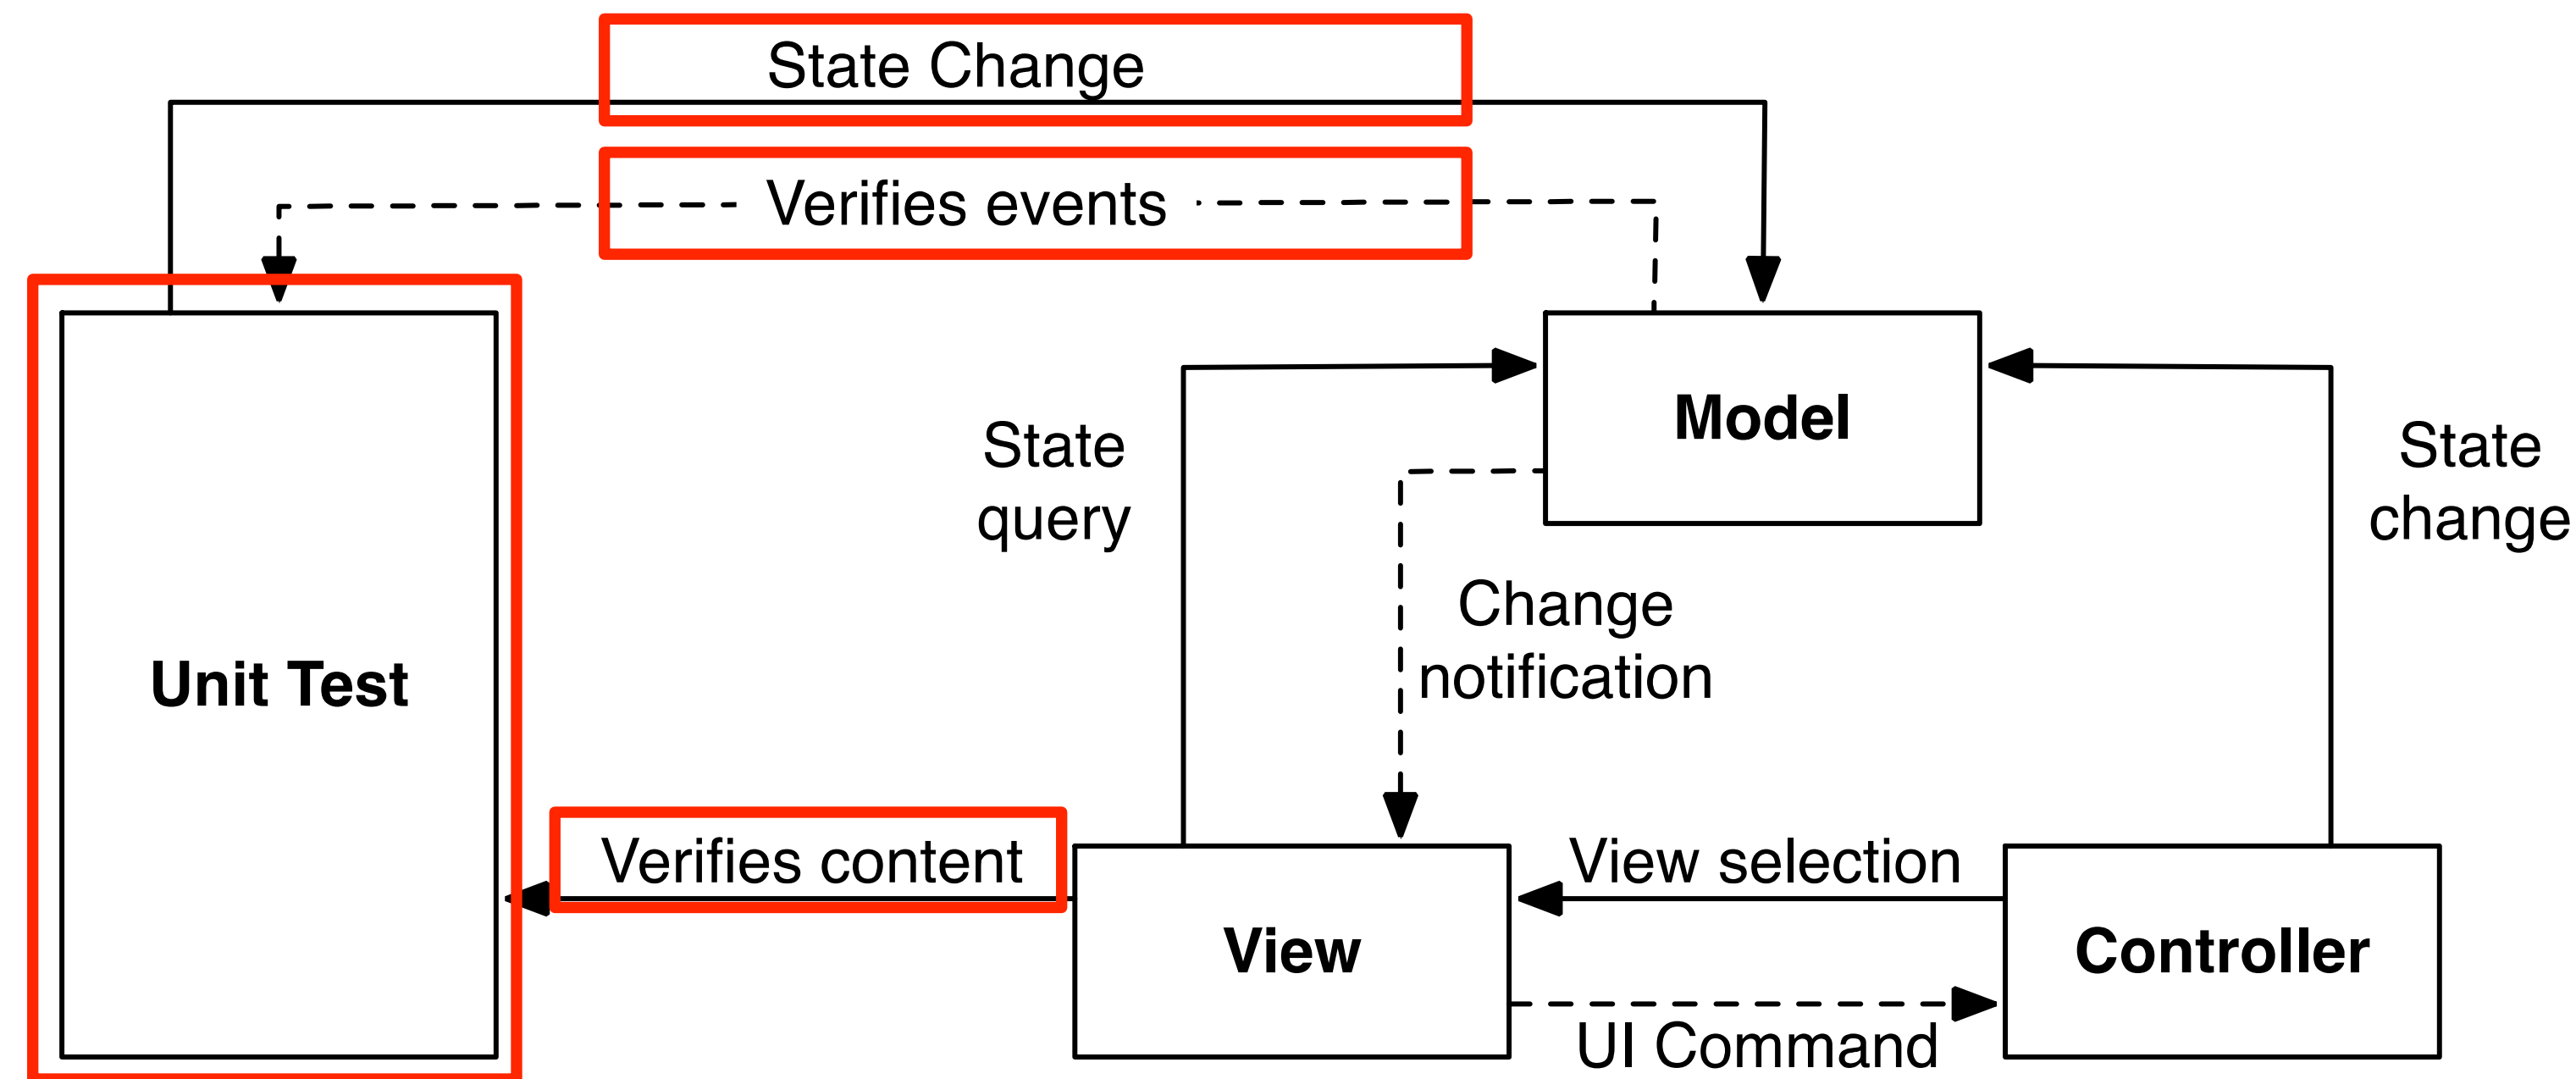 State Change
Verifies events
Model
State
query
State
change
Change
notification
Unit Test
Verifies content
View selection
View
Controller
UI Command